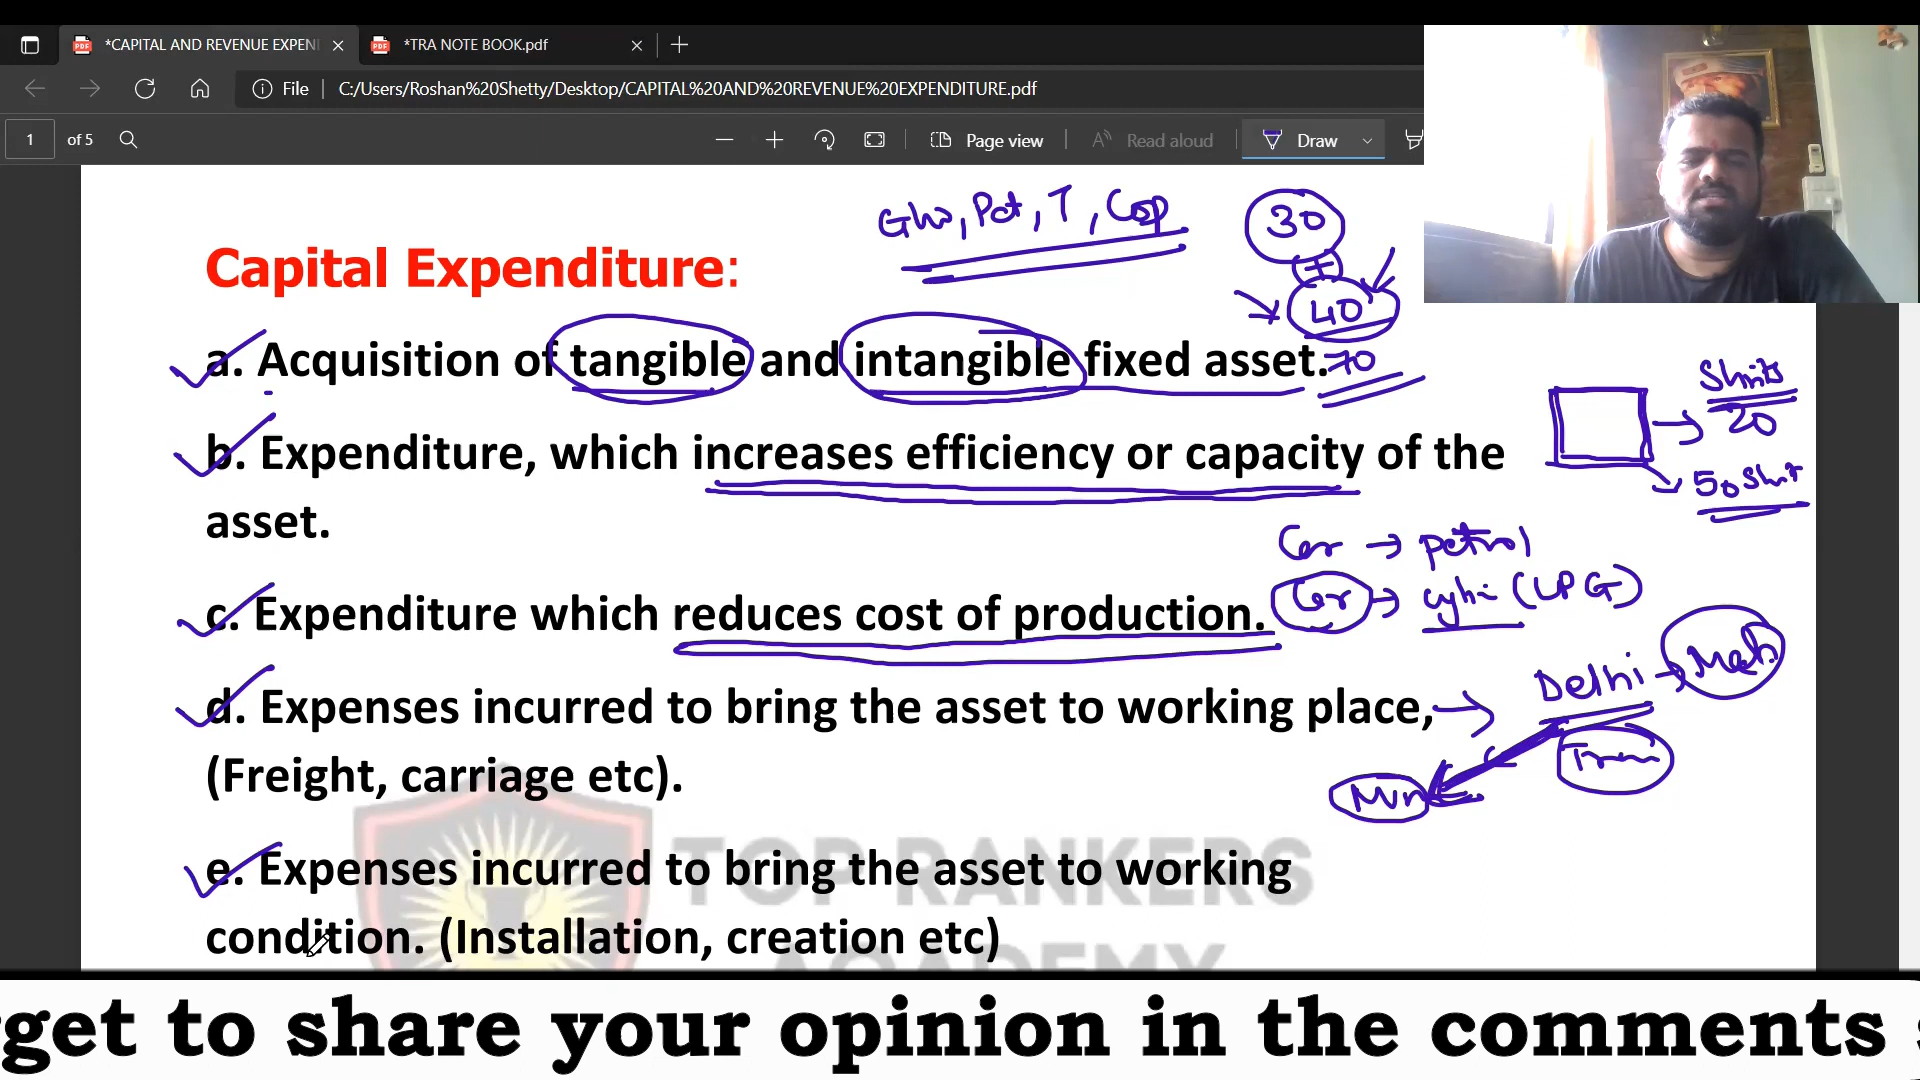 *CAPITAL AND REVENUE EXPEN
*TRA NOTE BOOK.pdf
File
C:/Users/Roshan%20Shetty/Desktop/CAPITAL%20AND%20REVENUE%20EXPENDITURE.pdf
1 of 5
Page view
Read aloud
Draw
30
+
40
70
Capital Expenditure:
a. Acquisition of tangible and intangible fixed asset.
Shirts
20
50 Shirt
b. Expenditure, which increases efficiency or capacity of the
asset.
Car → petrol
Car → (LPG)
c. Expenditure which reduces cost of production.
Delhi →
d. Expenses incurred to bring the asset to working place,
(Freight, carriage etc).
TOP RANKERS
ACADEMY
e. Expenses incurred to bring the asset to working
condition. (Installation, creation etc)
get to share your opinion in the comments